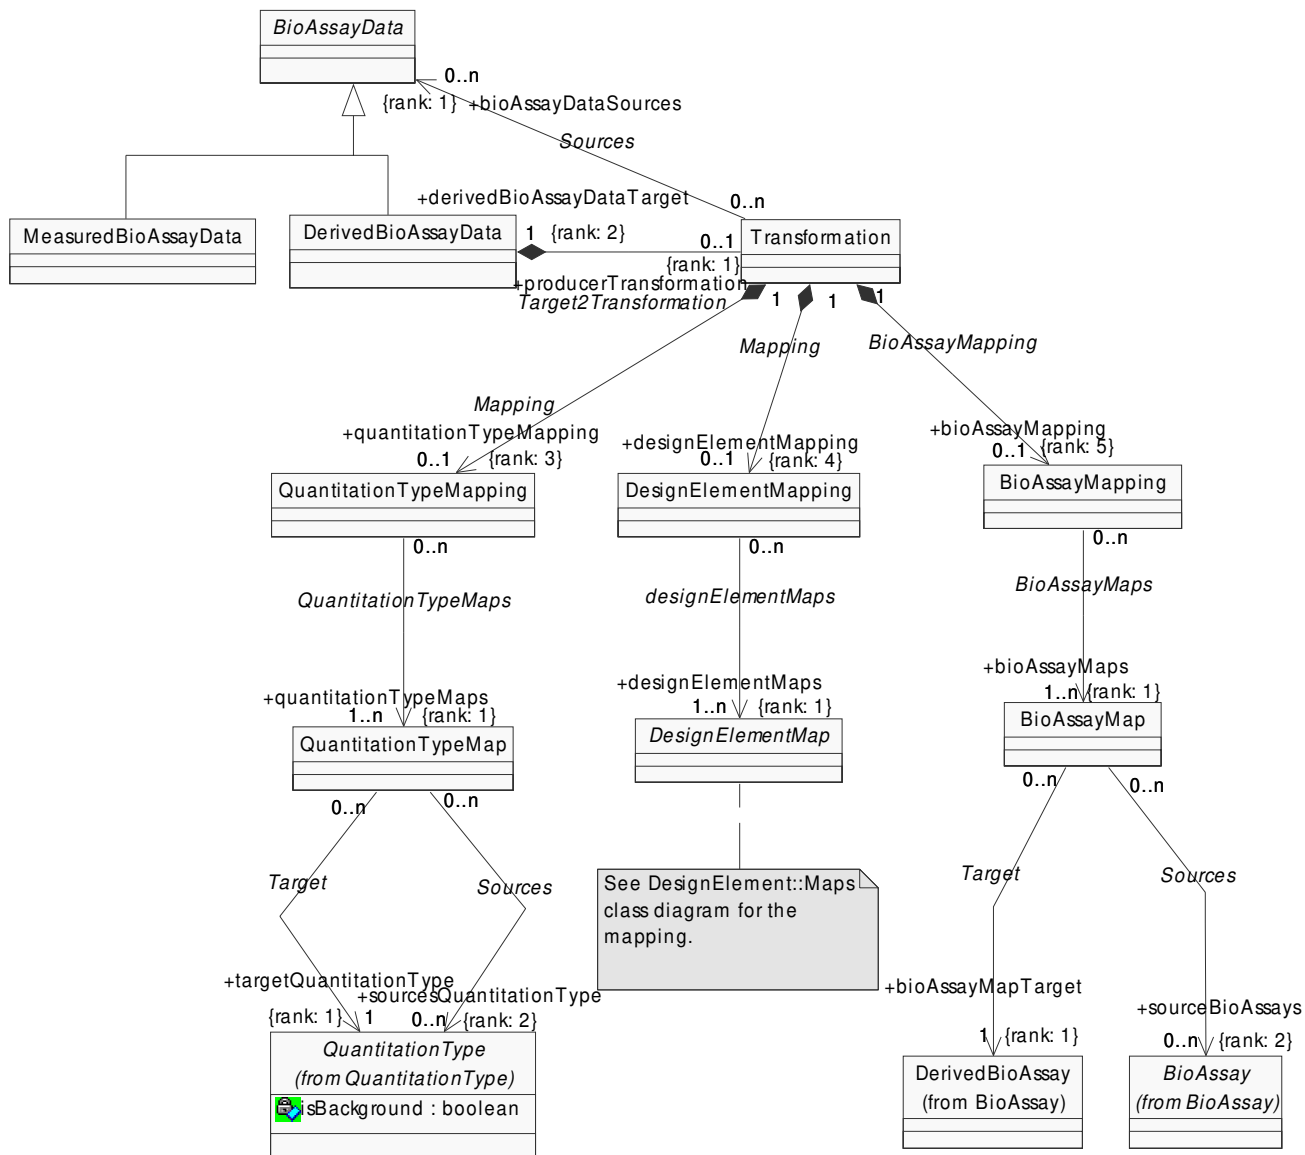 BioAssayData
0..n
{rank: 1} +bioAssayDataSources
Sources
+derivedBioAssayDataTarget
0..n
MeasuredBioAssayData
DerivedBioAssayData
1 {rank: 2}
0..1
Transformation
{rank: 1}
+producerTransformation
Target2Transformation
1
1
1
Mapping
BioAssayMapping
Mapping
+quantitationTypeMapping
0..1 {rank: 3}
+designElementMapping
0..1 {rank: 4}
+bioAssayMapping
0..1 {rank: 5}
QuantitationTypeMapping
DesignElementMapping
BioAssayMapping
0..n
0..n
0..n
QuantitationTypeMaps
designElementMaps
BioAssayMaps
+quantitationTypeMaps
1..n {rank: 1}
+designElementMaps
1..n {rank: 1}
+bioAssayMaps
1..n {rank: 1}
QuantitationTypeMap
DesignElementMap
BioAssayMap
0..n
0..n
0..n
0..n
Target
Sources
See DesignElement::Maps
class diagram for the
mapping.
Target
Sources
+targetQuantitationType
{rank: 1} 1
+sourcesQuantitationType
0..n {rank: 2}
+bioAssayMapTarget
1 {rank: 1}
+sourceBioAssays
0..n {rank: 2}
QuantitationType
(from QuantitationType)
isBackground : boolean
DerivedBioAssay
(from BioAssay)
BioAssay
(from BioAssay)